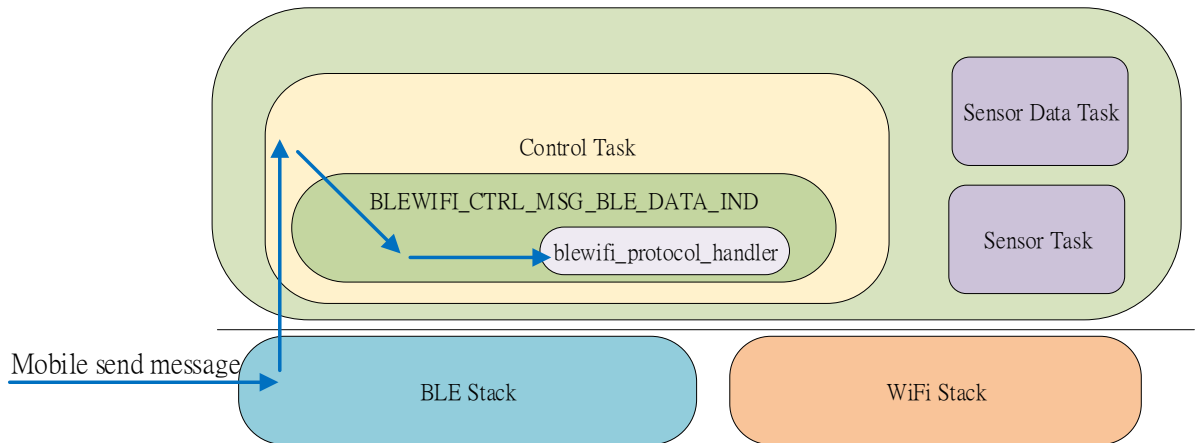 Sensor Data Task
Control Task
BLEWIFI_CTRL_MSG_BLE_DATA_IND
Sensor Task
blewifi_protocol_handler
Mobile send message
BLE Stack
WiFi Stack